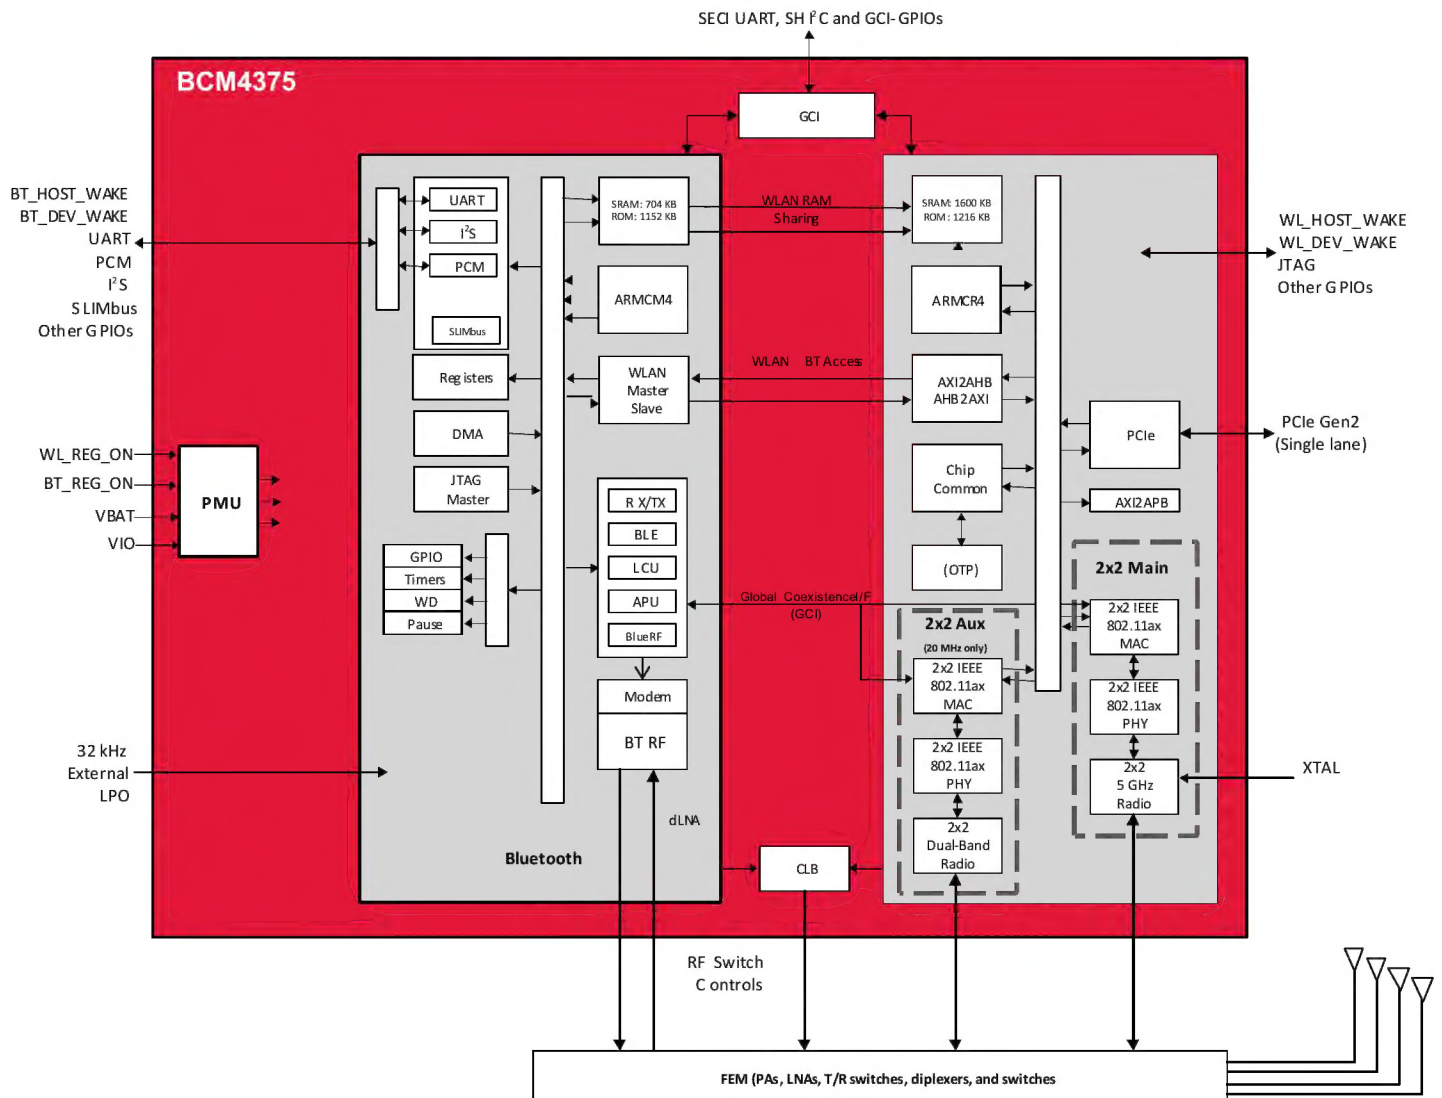 SECI UART, SH I²C and GCI-GPIOs
BCM4375
GCI
BT_HOST_WAKE
BT_DEV_WAKE
UART
PCM
I²S
SLIMbus
Other GPIOs
UART
I²S
PCM
SLIMbus
SRAM: 704 KB
ROM: 1152 KB
WLAN RAM
Sharing
SRAM: 1600 KB
ROM: 1216 KB
WL_HOST_WAKE
WL_DEV_WAKE
JTAG
Other GPIOs
ARMCM4
ARMCR4
Registers
WLAN
Master
Slave
WLAN BT Access
AXI2AHB
AHB2AXI
DMA
PCIe
PCIe Gen2
(Single lane)
WL_REG_ON
BT_REG_ON
VBAT
VIO
PMU
JTAG
Master
Chip
Common
AXI2APB
RX/TX
BLE
LCU
APU
BlueRF
GPIO
Timers
WD
Pause
(OTP)
2x2 Main
Global CoexistenceI/F
(GCI)
2x2 IEEE
802.11ax
MAC
2x2 Aux
(20 MHz only)
2x2 IEEE
802.11ax
MAC
2x2 IEEE
802.11ax
PHY
Modem
BT RF
2x2 IEEE
802.11ax
PHY
32 kHz
External
LPO
2x2
5 GHz
Radio
XTAL
dLNA
2x2
Dual-Band
Radio
Bluetooth
CLB
RF Switch
Controls
FEM (PAs, LNAs, T/R switches, diplexers, and switches